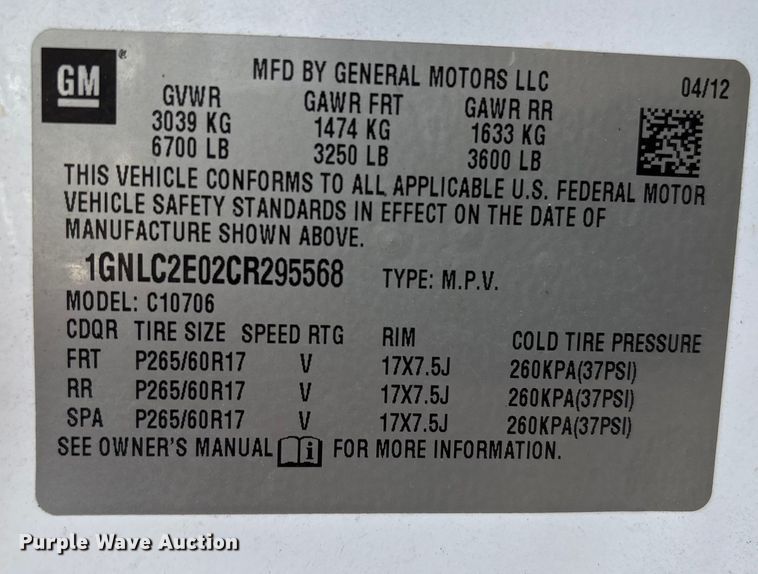 GM®
MFD BY GENERAL MOTORS LLC
04/12
GVWR GAWR FRT GAWR RR
3039 KG 1474 KG 1633 KG
6700 LB 3250 LB 3600 LB
THIS VEHICLE CONFORMS TO ALL APPLICABLE U.S. FEDERAL MOTOR
VEHICLE SAFETY STANDARDS IN EFFECT ON THE DATE OF
MANUFACTURE SHOWN ABOVE.
1GNLC2E02CR295568 TYPE: M.P.V.
MODEL: C10706
CDQR TIRE SIZE SPEED RTG RIM COLD TIRE PRESSURE
FRT P265/60R17 V 17X7.5J 260KPA(37PSI)
RR P265/60R17 V 17X7.5J 260KPA(37PSI)
SPA P265/60R17 V 17X7.5J 260KPA(37PSI)
SEE OWNER'S MANUAL i FOR MORE INFORMATION.
Purple Wave Auction